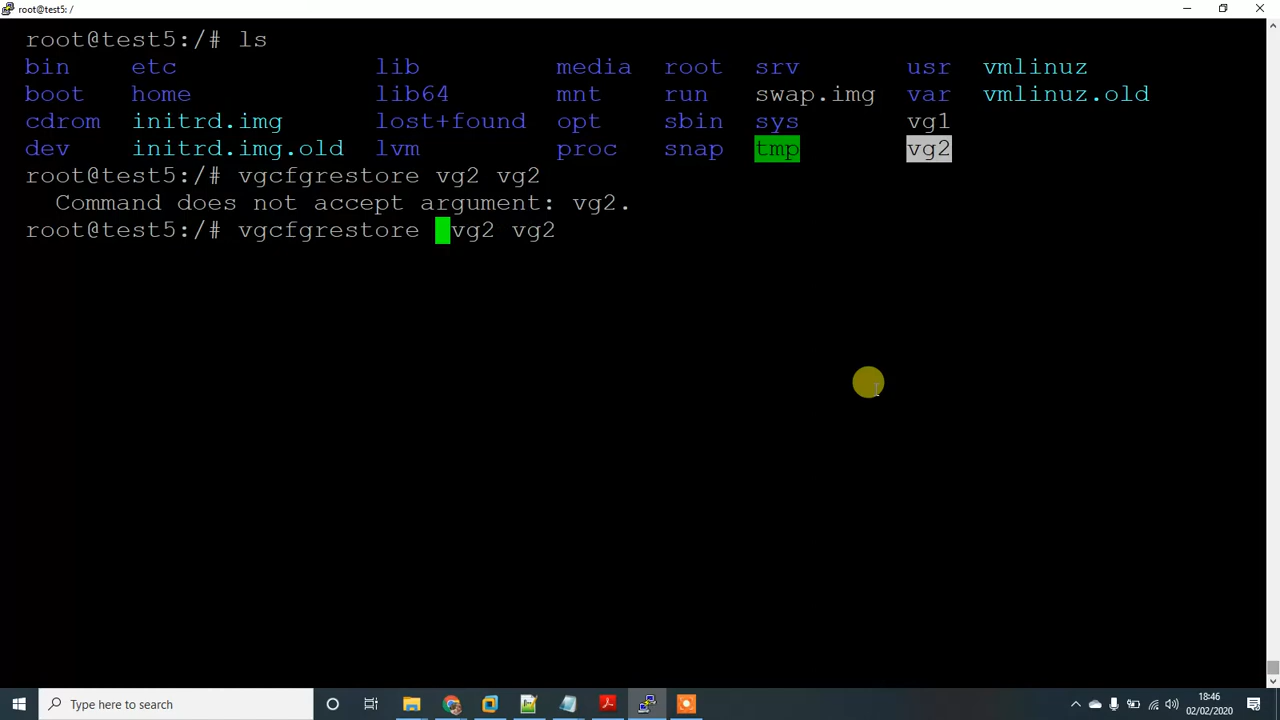 root@test5: /
root@test5:/# ls
bin etc lib media root srv usr vmlinuz
boot home lib64 mnt run swap.img var vmlinuz.old
cdrom initrd.img lost+found opt sbin sys vg1
dev initrd.img.old lvm proc snap tmp vg2
root@test5:/# vgcfgrestore vg2 vg2
Command does not accept argument: vg2.
root@test5:/# vgcfgrestore vg2 vg2
Type here to search
18:46
02/02/2020